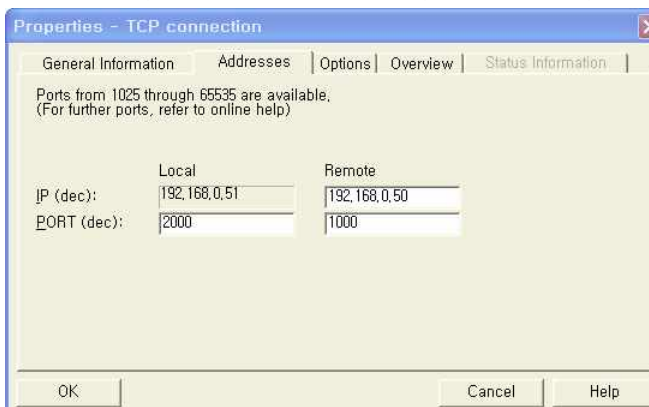 Properties - TCP connection
General Information Addresses Options Overview Status Information
Ports from 1025 through 65535 are available,
(For further ports, refer to online help)
Local Remote
IP (dec): 192,168,0,51 192,168,0,50
PORT (dec): 2000 1000
OK Cancel Help